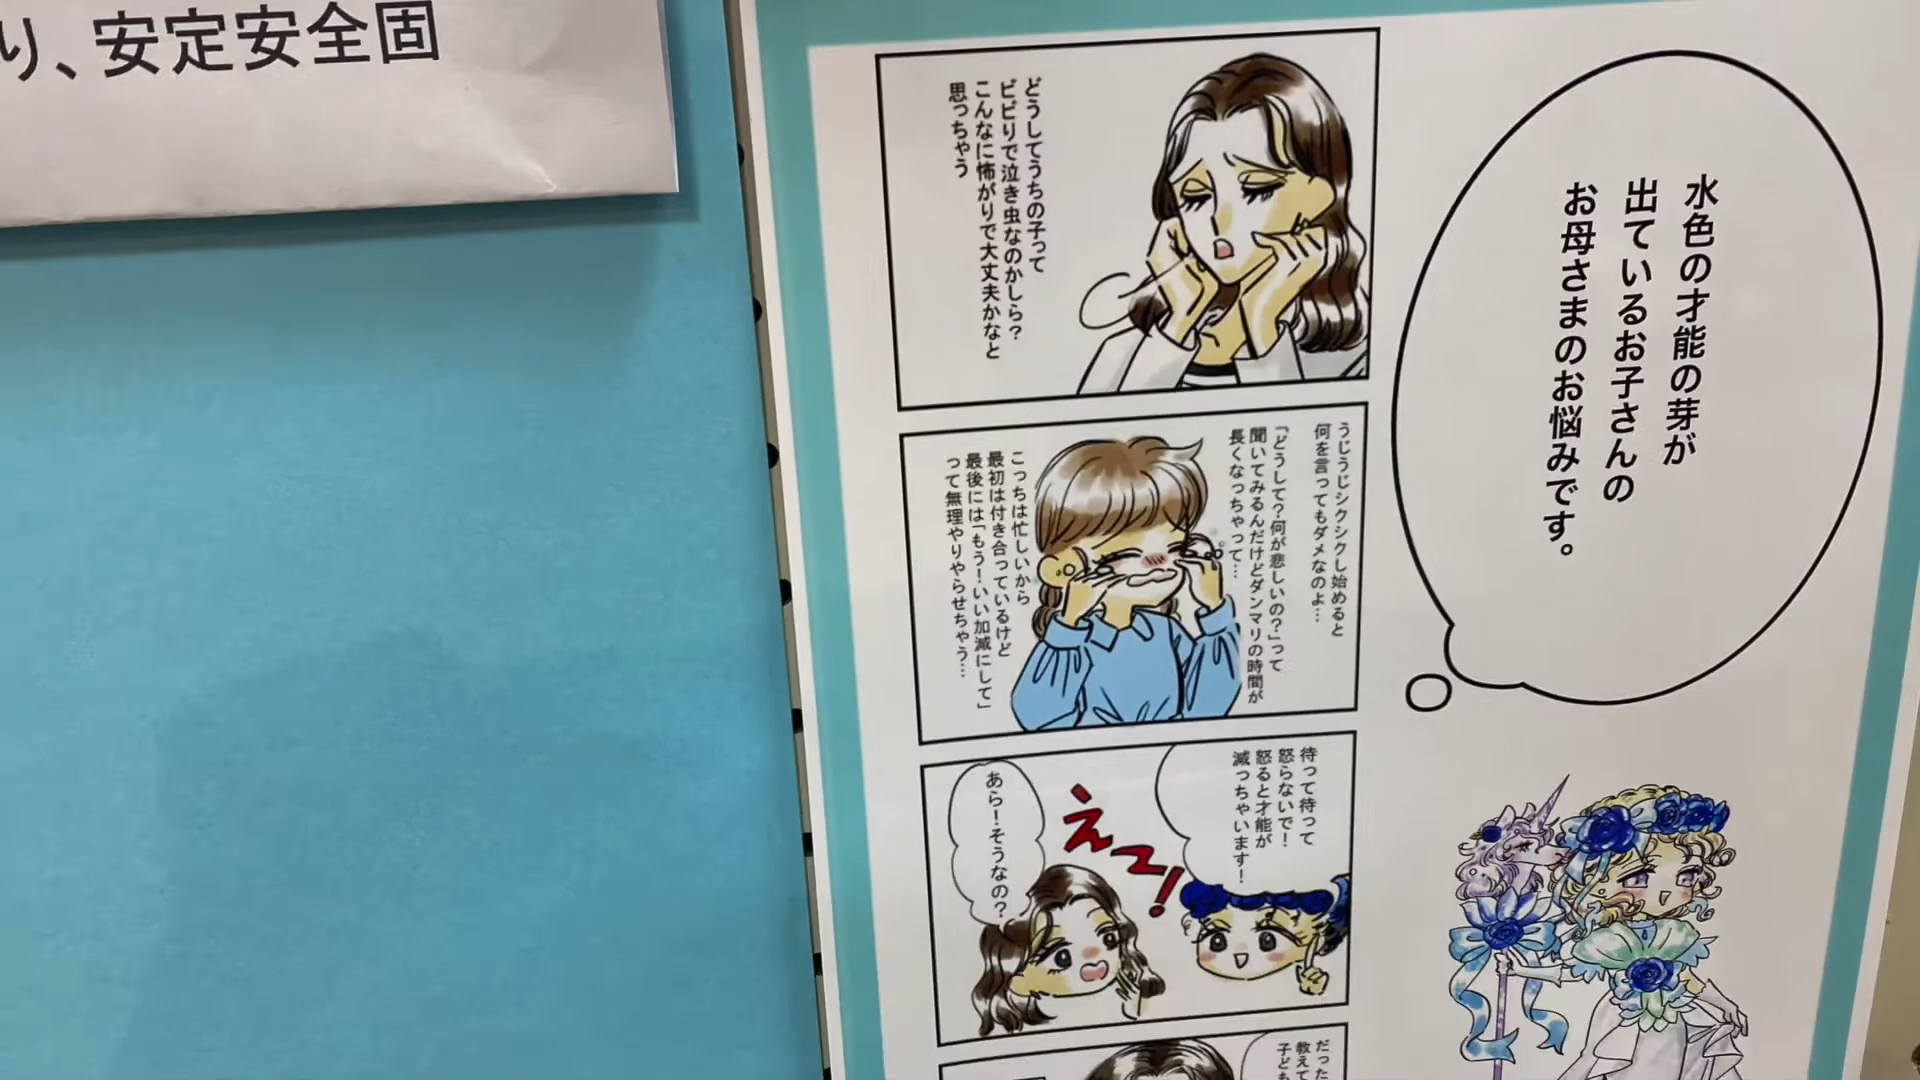 り、安定安全固
水色の才能の芽が
出ているお子さんの
お母さまのお悩みです。
どうしてうちの子って
ビビりで泣き虫なのかしら？
こんなに怖がりで大丈夫かなと
思っちゃう
うじうじシクシクし始めると
何を言ってもダメなのよ…
「どうして？何が悲しいの？」って
聞いてみるんだけどダンマリの時間が
長くなっちゃって…
こっちは忙しいから
最初は付き合っているけど
最後には「もう！いい加減にして」
って無理やりやらせちゃう…
待って待って
怒らないで！
怒ると才能が
減っちゃいます！
え～！
あら！そうなの？
だった
教えて
子ども